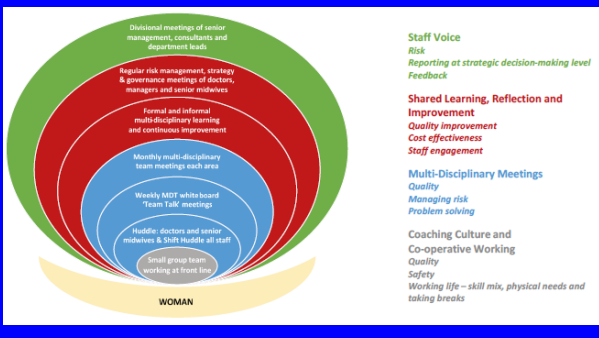 Divisional meetings of senior
management, consultants and
department leads
Regular risk management, strategy
& governance meetings of doctors,
managers and senior midwives
Formal and informal
multi-disciplinary learning
and continuous improvement
Monthly multi-disciplinary
team meetings each area
Weekly MDT whiteboard
'Team Talk' meetings
Huddle: doctors and senior
midwives & Shift Huddle all staff
Small group team
working at front line
WOMAN
Staff Voice
Risk
Reporting at strategic decision-making level
Feedback
Shared Learning, Reflection and
Improvement
Quality improvement
Cost effectiveness
Staff engagement
Multi-Disciplinary Meetings
Quality
Managing risk
Problem solving
Coaching Culture and
Co-operative Working
Quality
Safety
Working life – skill mix, physical needs and
taking breaks